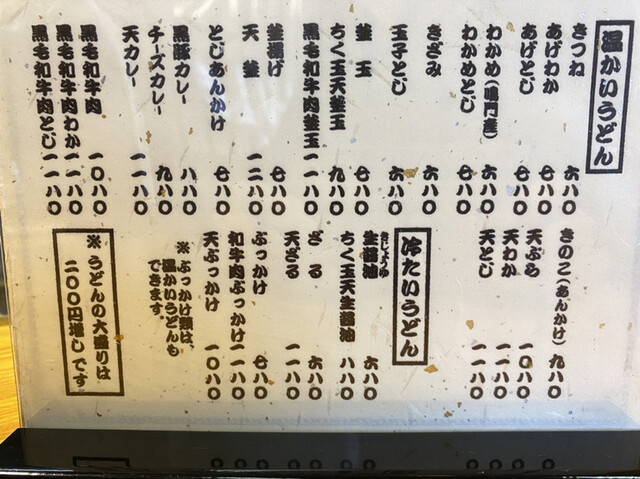 温かいうどん
きつね 六八〇
あげわか 七八〇
あげとじ 七八〇
わかめ(鳴門産) 六八〇
わかめとじ 七八〇
きざみ 六八〇
玉子とじ 六八〇
釜玉 七八〇
ちく玉天釜玉 九八〇
黒毛和牛肉釜玉 一一八〇
釜揚げ 七八〇
天釜 一二八〇
とじあんかけ 七八〇
黒豚カレー 八八〇
チーズカレー 九八〇
天カレー 一一八〇
黒毛和牛肉 一〇八〇
黒毛和牛肉わか 一一八〇
黒毛和牛肉とじ 一一八〇
きのこ(あんかけ) 九八〇
天ぷら 一〇八〇
天わか 一一八〇
天とじ 一一八〇
冷たいうどん
生醤油 六八〇
きじょうゆ
ちく玉天生醤油 八八〇
ざる 六八〇
天ざる 一一八〇
ぶっかけ 七八〇
和牛肉ぶっかけ 一一八〇
天ぶっかけ 一〇八〇
※ぶっかけ類は、
温かいうどんも
できます。
※うどんの大盛りは
二〇〇円増しです